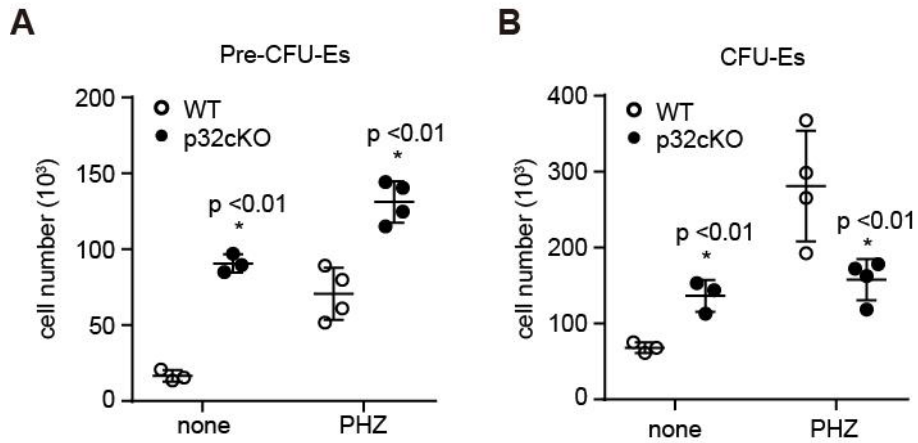 A
Pre-CFU-Es
WT
p32cKO
p <0.01
*
p <0.01
*
cell number (10³)
200
150
100
50
0
none
PHZ
B
CFU-Es
WT
p32cKO
p <0.01
*
p <0.01
*
cell number (10³)
400
300
200
100
0
none
PHZ